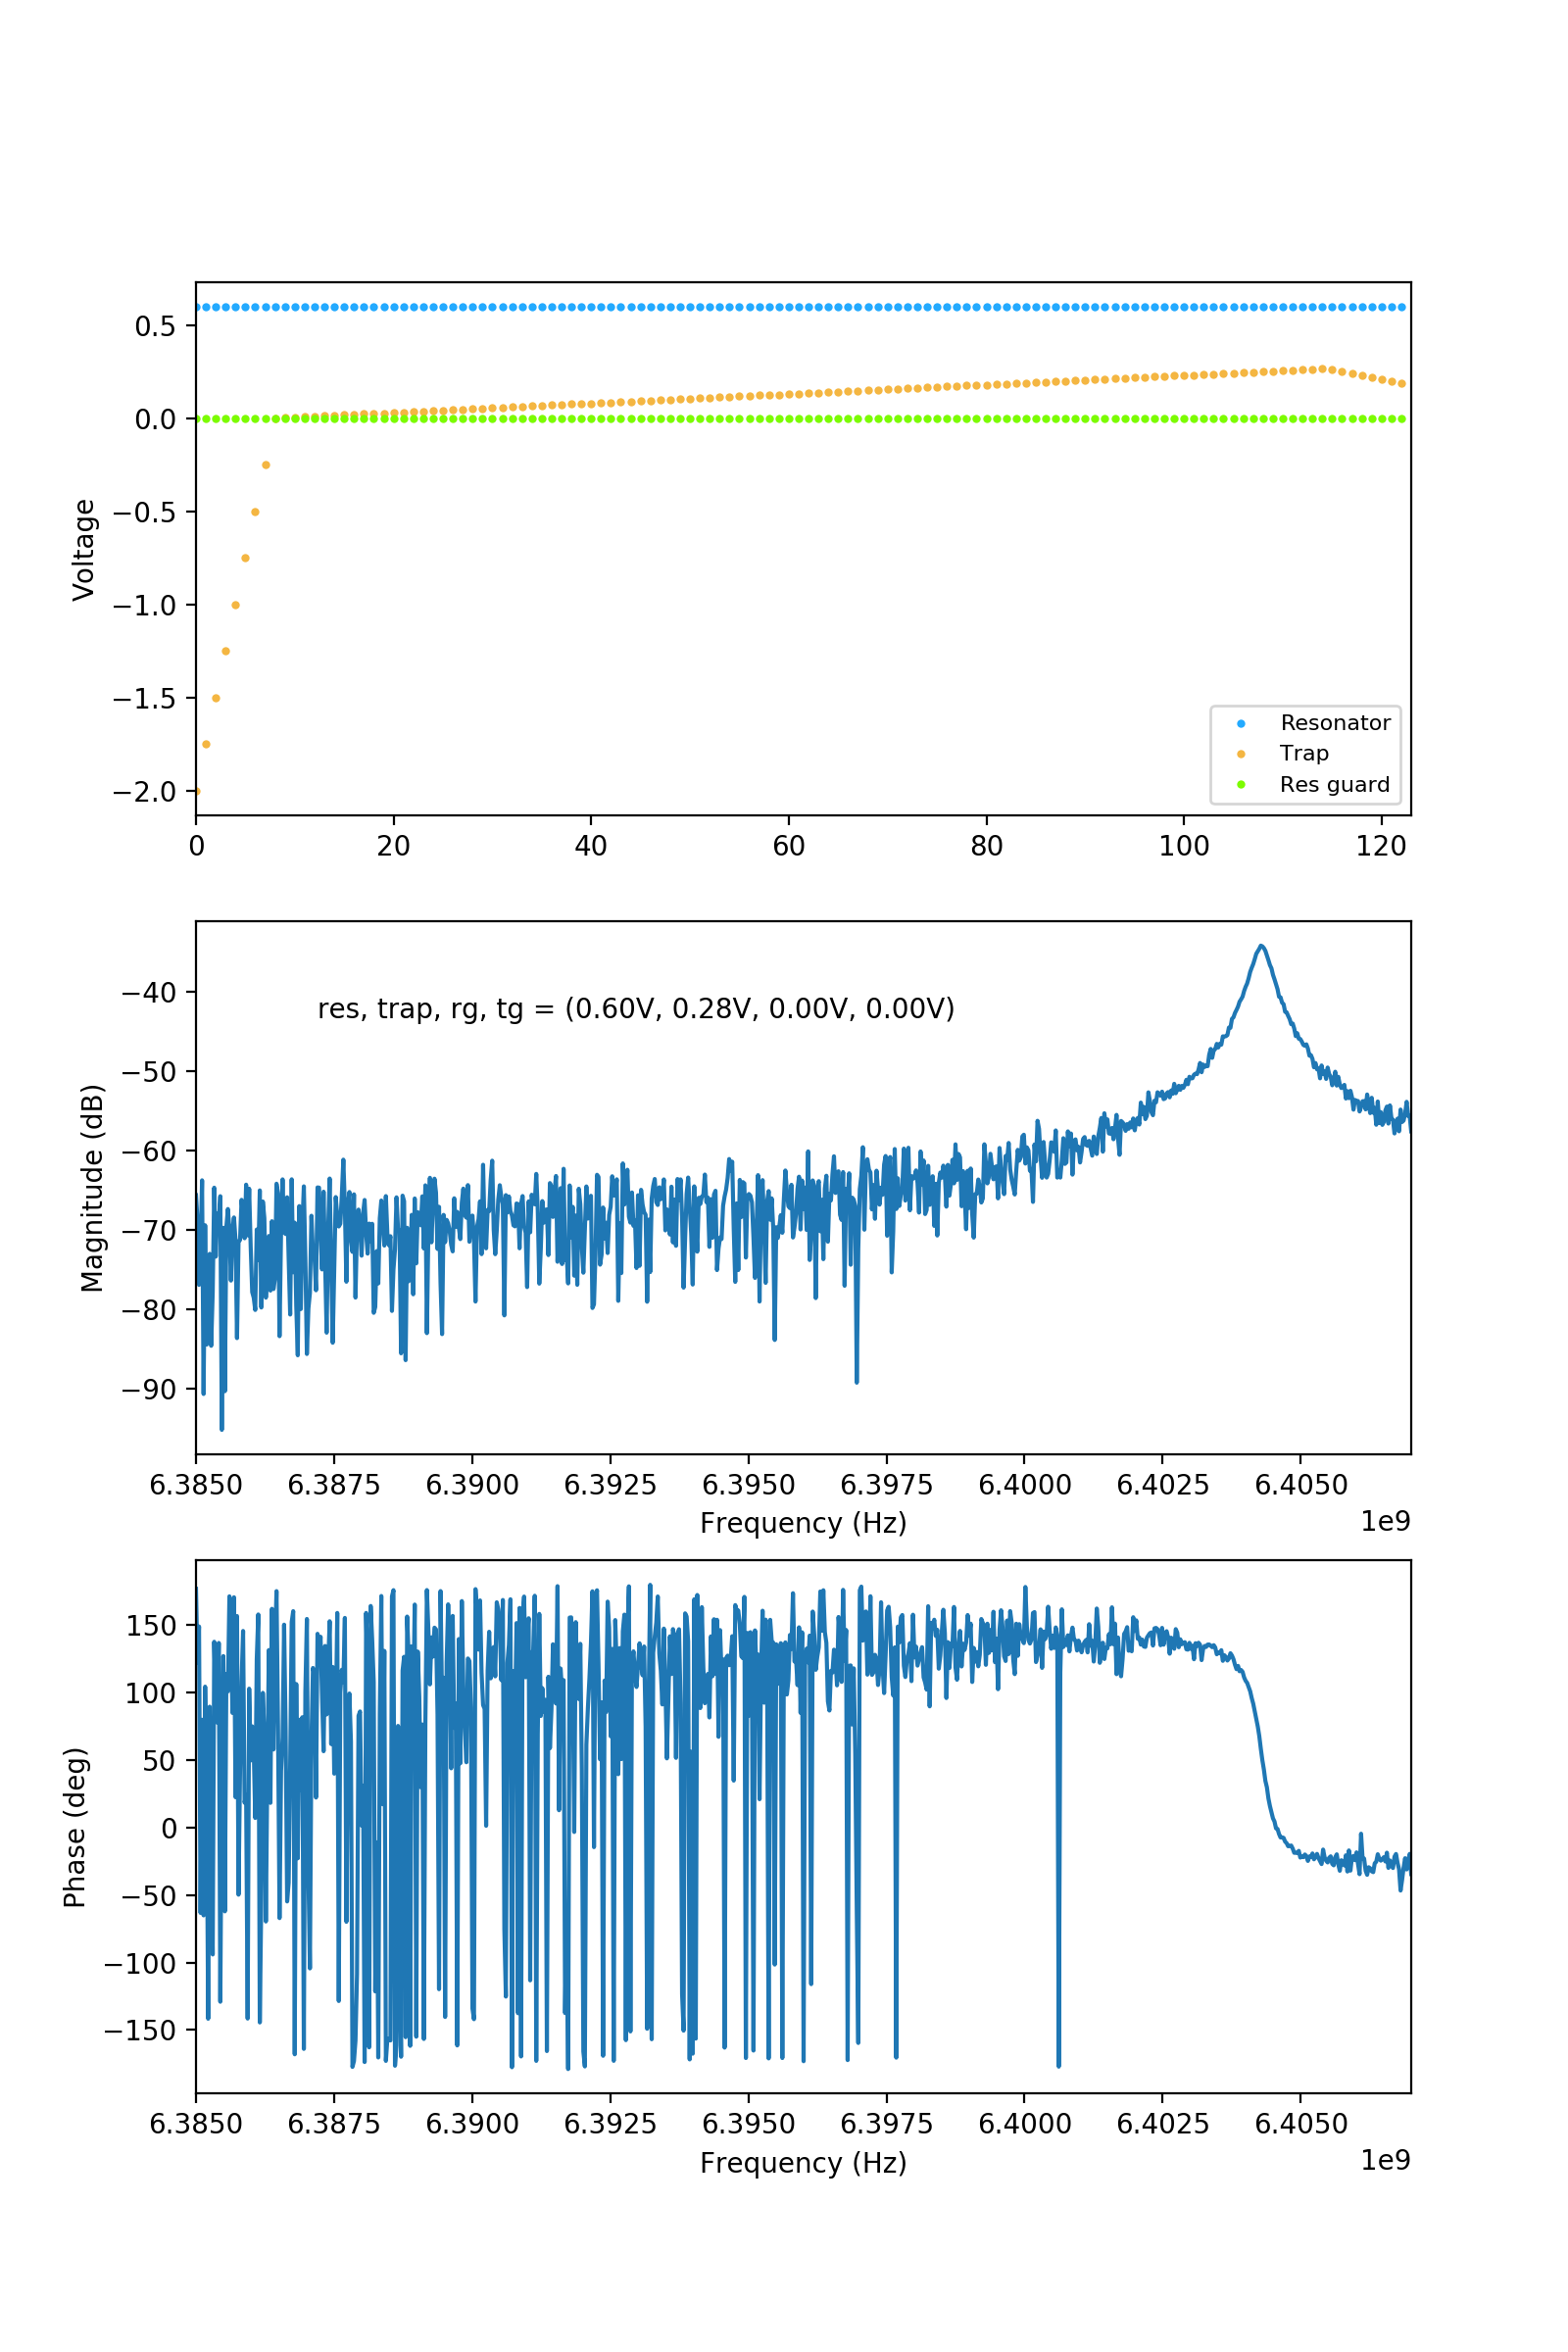 0.5
0.0
−0.5
−1.0
−1.5
−2.0
Voltage
Resonator
Trap
Res guard
0 20 40 60 80 100 120
−40
−50
−60
−70
−80
−90
Magnitude (dB)
res, trap, rg, tg = (0.60V, 0.28V, 0.00V, 0.00V)
6.3850 6.3875 6.3900 6.3925 6.3950 6.3975 6.4000 6.4025 6.4050
1e9
Frequency (Hz)
150
100
50
0
−50
−100
−150
Phase (deg)
6.3850 6.3875 6.3900 6.3925 6.3950 6.3975 6.4000 6.4025 6.4050
1e9
Frequency (Hz)